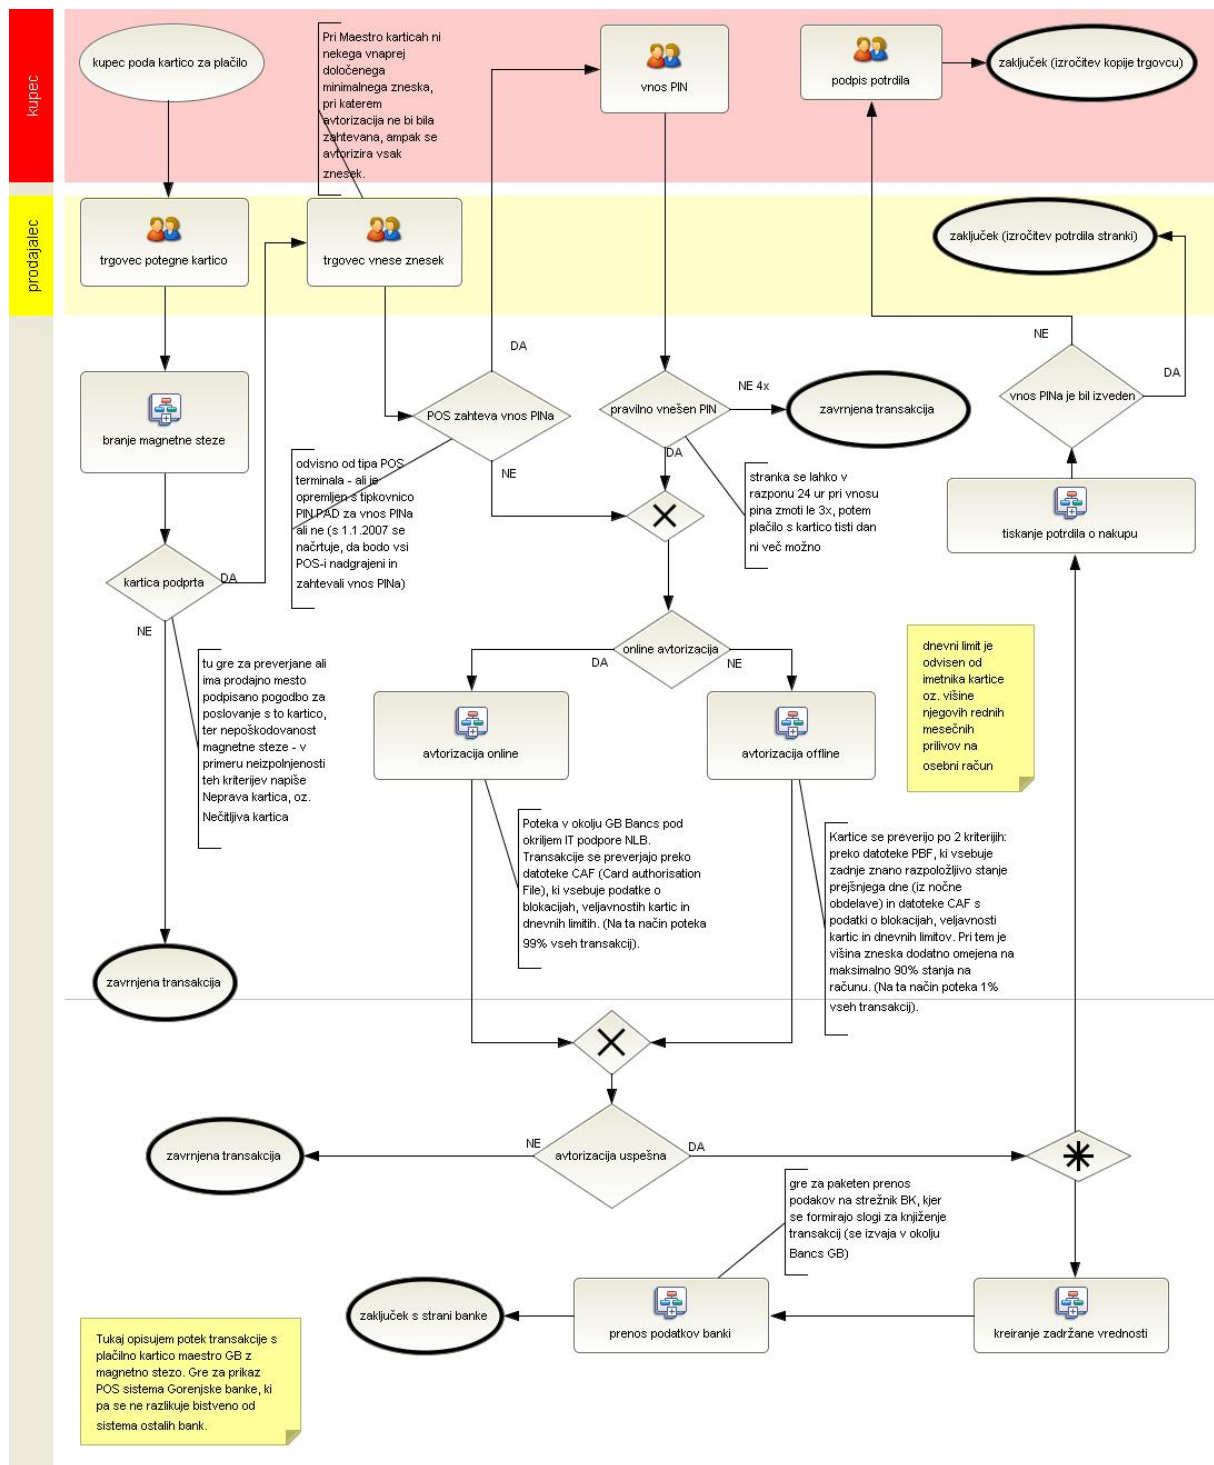 kupec
kupec poda kartico za plačilo
Pri Maestro karticah ni
nekega vnaprej
določenega
minimalnega zneska,
pri katerem
avtorizacija ne bi bila
zahtevana, ampak se
avtorizira vsak
znesek.
vnos PIN
podpis potrdila
zaključek (izročitev kopije trgovcu)
prodajalec
trgovec potegne kartico
trgovec vnese znesek
zaključek (izročitev potrdila stranki)
branje magnetne steze
DA
POS zahteva vnos PINa
NE
pravilno vnešen PIN
NE 4x
DA
zavrnjena transakcija
NE
vnos PINa je bil izveden
DA
odvisno od tipa POS
terminala - ali je
opremljen s tipkovnico
PIN PAD za vnos PINa
ali ne (s 1.1.2007 se
načrtuje, da bodo vsi
POS-i nadgrajeni in
zahtevali vnos PINa)
stranka se lahko v
razponu 24 ur pri vnosu
pina zmoti le 3x, potem
plačilo s kartico tisti dan
ni več možno
tiskanje potrdila o nakupu
kartica podprta
DA
NE
tu gre za preverjane ali
ima prodajno mesto
podpisano pogodbo za
poslovanje s to kartico,
ter nepoškodovanost
magnetne steze - v
primeru neizpolnjenosti
teh kriterijev napiše
Neprava kartica, oz.
Nečitljiva kartica
online avtorizacija
DA
NE
avtorizacija online
avtorizacija offline
dnevni limit je
odvisen od
imetnika kartice
oz. višine
njegovih rednih
mesečnih
prilivov na
osebni račun
Poteka v okolju GB Bancs pod
okriljem IT podpore NLB.
Transakcije se preverjajo preko
datoteke CAF (Card authorisation
File), ki vsebuje podatke o
blokacijah, veljavnostih kartic in
dnevnih limitih. (Na ta način poteka
99% vseh transakcij).
Kartice se preverijo po 2 kriterijih:
preko datoteke PBF, ki vsebuje
zadnje znano razpoložljivo stanje
prejšnjega dne (iz nočne
obdelave) in datoteke CAF s
podatki o blokacijah, veljavnosti
kartic in dnevnih limitov. Pri tem je
višina zneska dodatno omejena na
maksimalno 90% stanja na
računu. (Na ta način poteka 1%
vseh transakcij).
zavrnjena transakcija
zavrnjena transakcija
NE
avtorizacija uspešna
DA
gre za paketen prenos
podakov na strežnik BK, kjer
se formirajo slogi za knjiženje
transakcij (se izvaja v okolju
Bancs GB)
zaključek s strani banke
prenos podatkov banki
kreiranje zadržane vrednosti
Tukaj opisujem potek transakcije s
plačilno kartico maestro GB z
magnetno stezo. Gre za prikaz
POS sistema Gorenjske banke, ki
pa se ne razlikuje bistveno od
sistema ostalih bank.